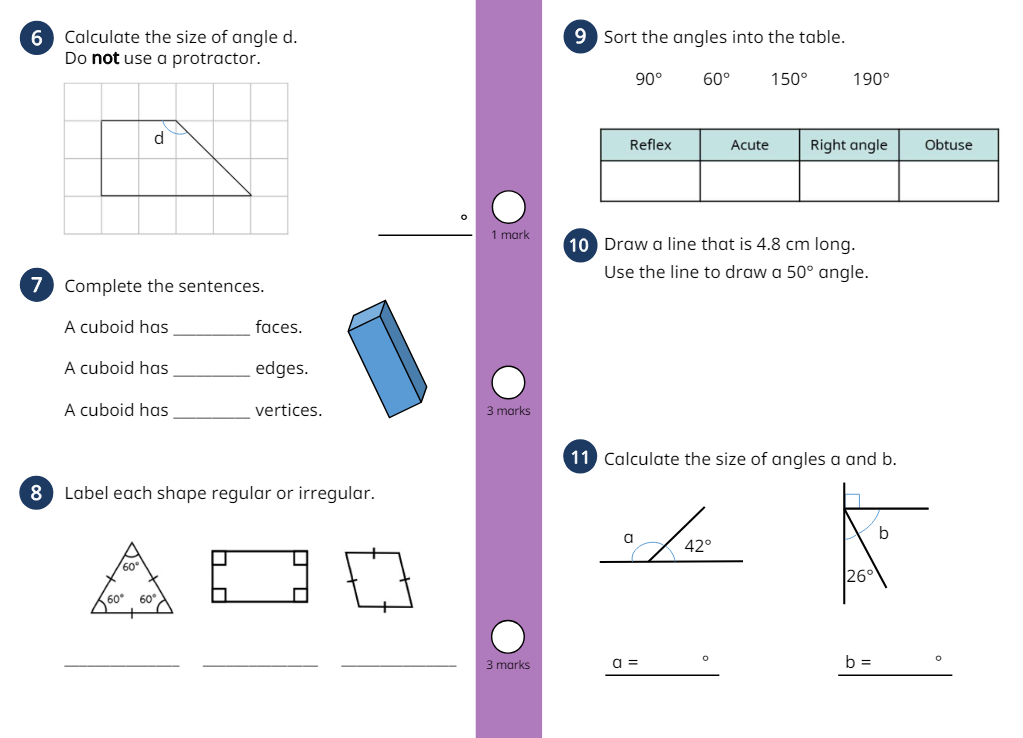 6
Calculate the size of angle d.
Do not use a protractor.
d
°
1 mark
7
Complete the sentences.
A cuboid has _________ faces.
A cuboid has _________ edges.
A cuboid has _________ vertices.
3 marks
8
Label each shape regular or irregular.
60°
60° 60°
3 marks
9
Sort the angles into the table.
90° 60° 150° 190°
Reflex Acute Right angle Obtuse
10
Draw a line that is 4.8 cm long.
Use the line to draw a 50° angle.
11
Calculate the size of angles a and b.
a 42°
b
26°
a = °
b = °